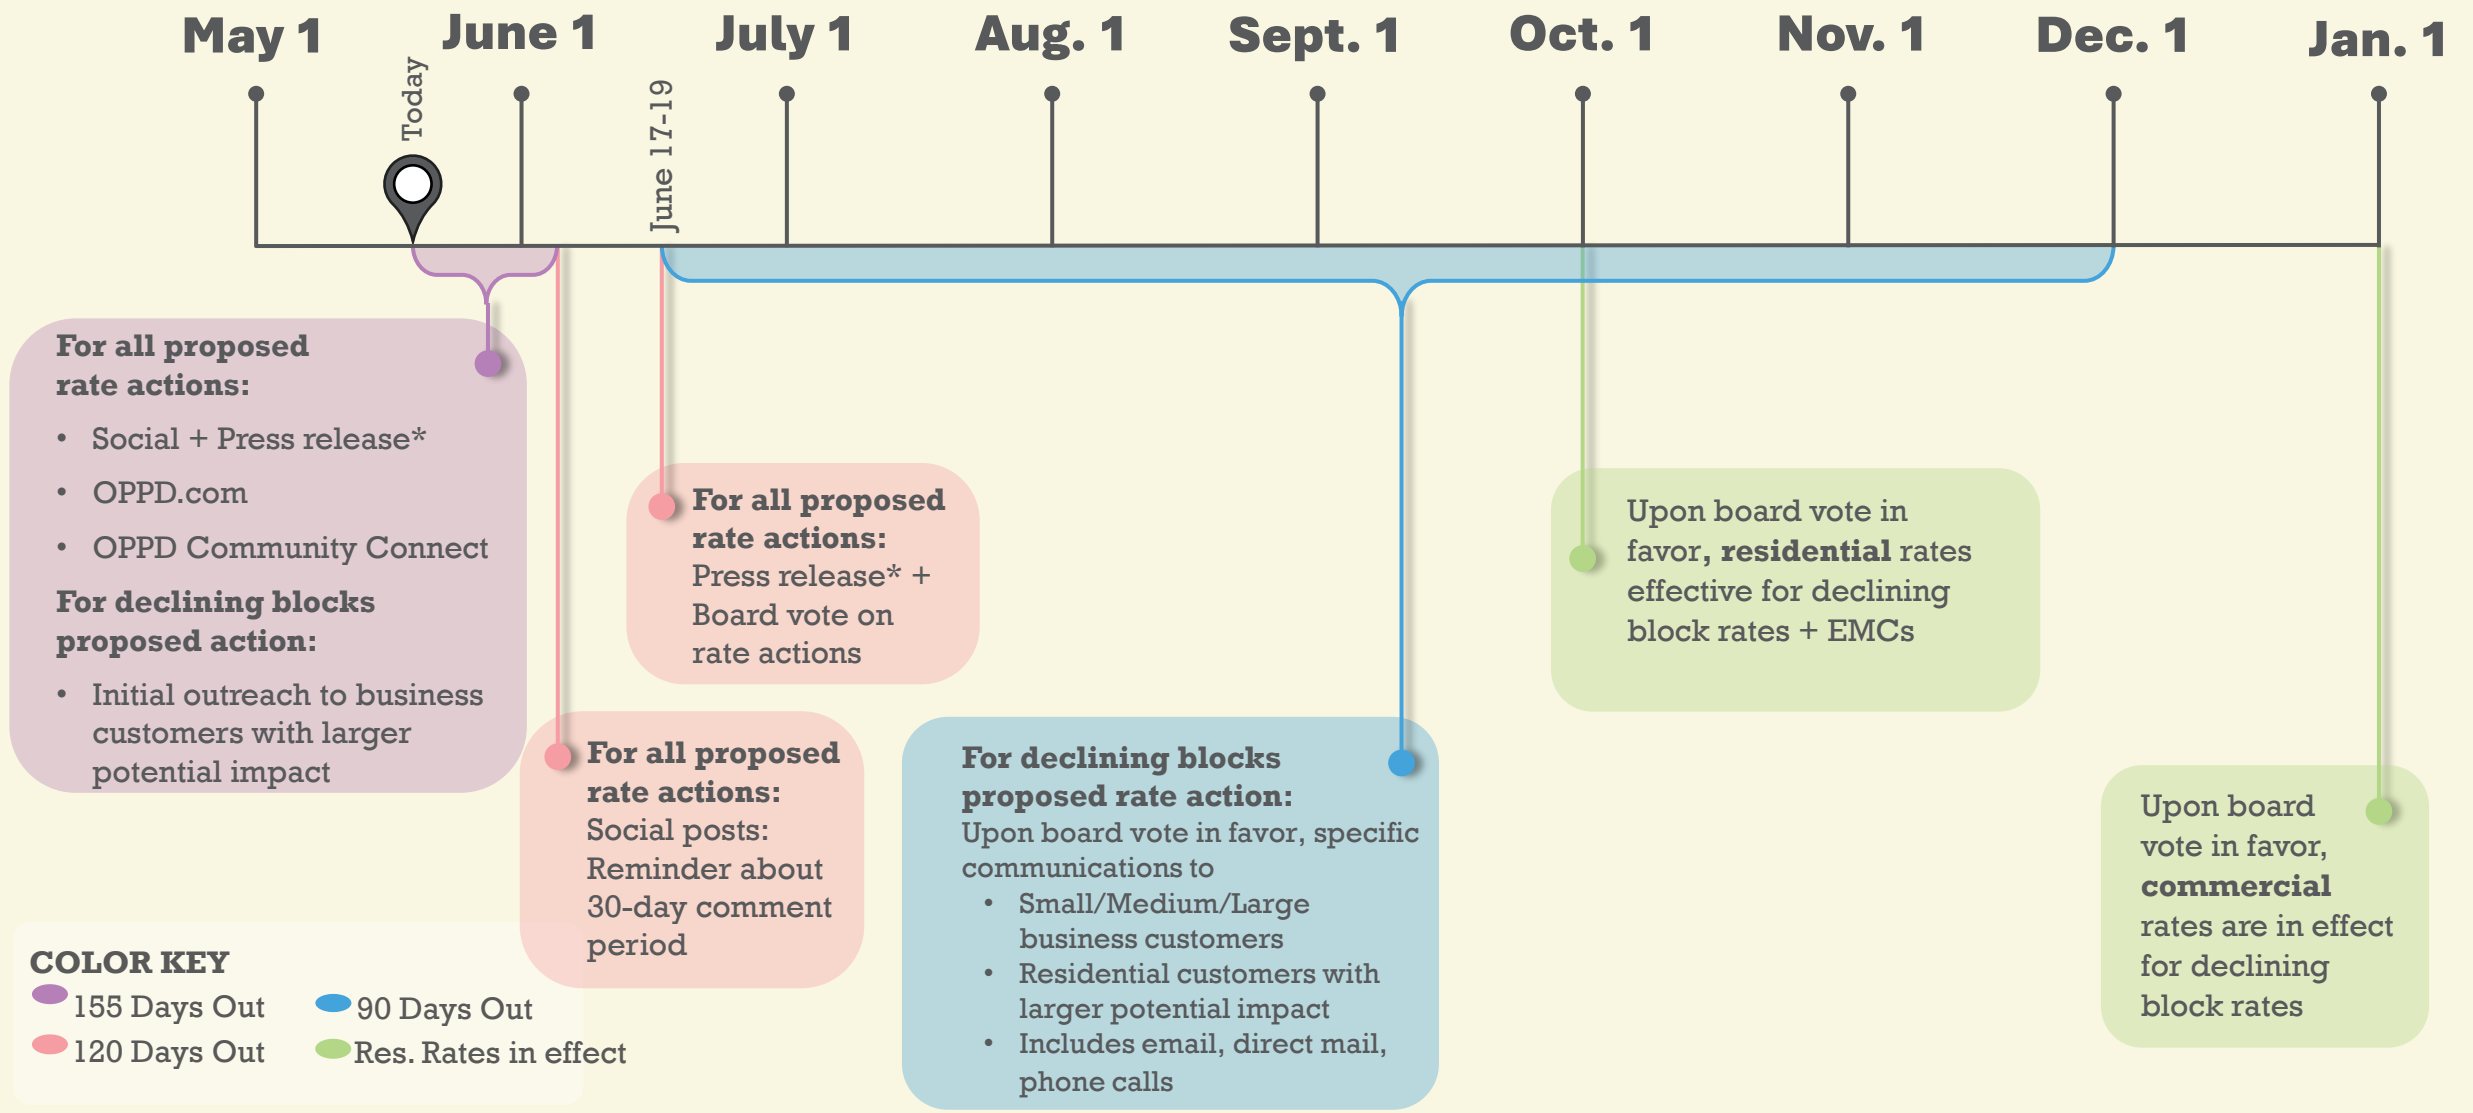 May 1
June 1
July 1
Aug. 1
Sept. 1
Oct. 1
Nov. 1
Dec. 1
Jan. 1
Today
June 17-19
For all proposed
rate actions:
• Social + Press release*
• OPPD.com
• OPPD Community Connect
For declining blocks
proposed action:
• Initial outreach to business
customers with larger
potential impact
For all proposed
rate actions:
Press release* +
Board vote on
rate actions
For all proposed
rate actions:
Social posts:
Reminder about
30-day comment
period
For declining blocks
proposed rate action:
Upon board vote in favor, specific
communications to
• Small/Medium/Large
business customers
• Residential customers with
larger potential impact
• Includes email, direct mail,
phone calls
Upon board vote in
favor, residential rates
effective for declining
block rates + EMCs
Upon board
vote in favor,
commercial
rates are in effect
for declining
block rates
COLOR KEY
155 Days Out
90 Days Out
120 Days Out
Res. Rates in effect